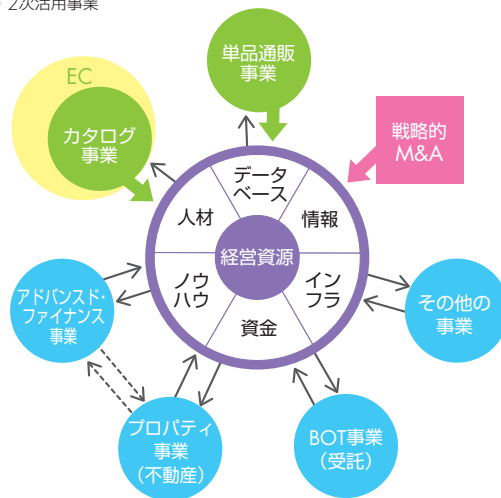 2次活用事業
単品通販
事業
EC
カタログ
事業
戦略的
M&A
データ
ベース
人材
情報
経営資源
ノウ
ハウ
イン
フラ
資金
アドバンスド・
ファイナンス
事業
その他の
事業
プロパティ
事業
（不動産）
BOT事業
（受託）